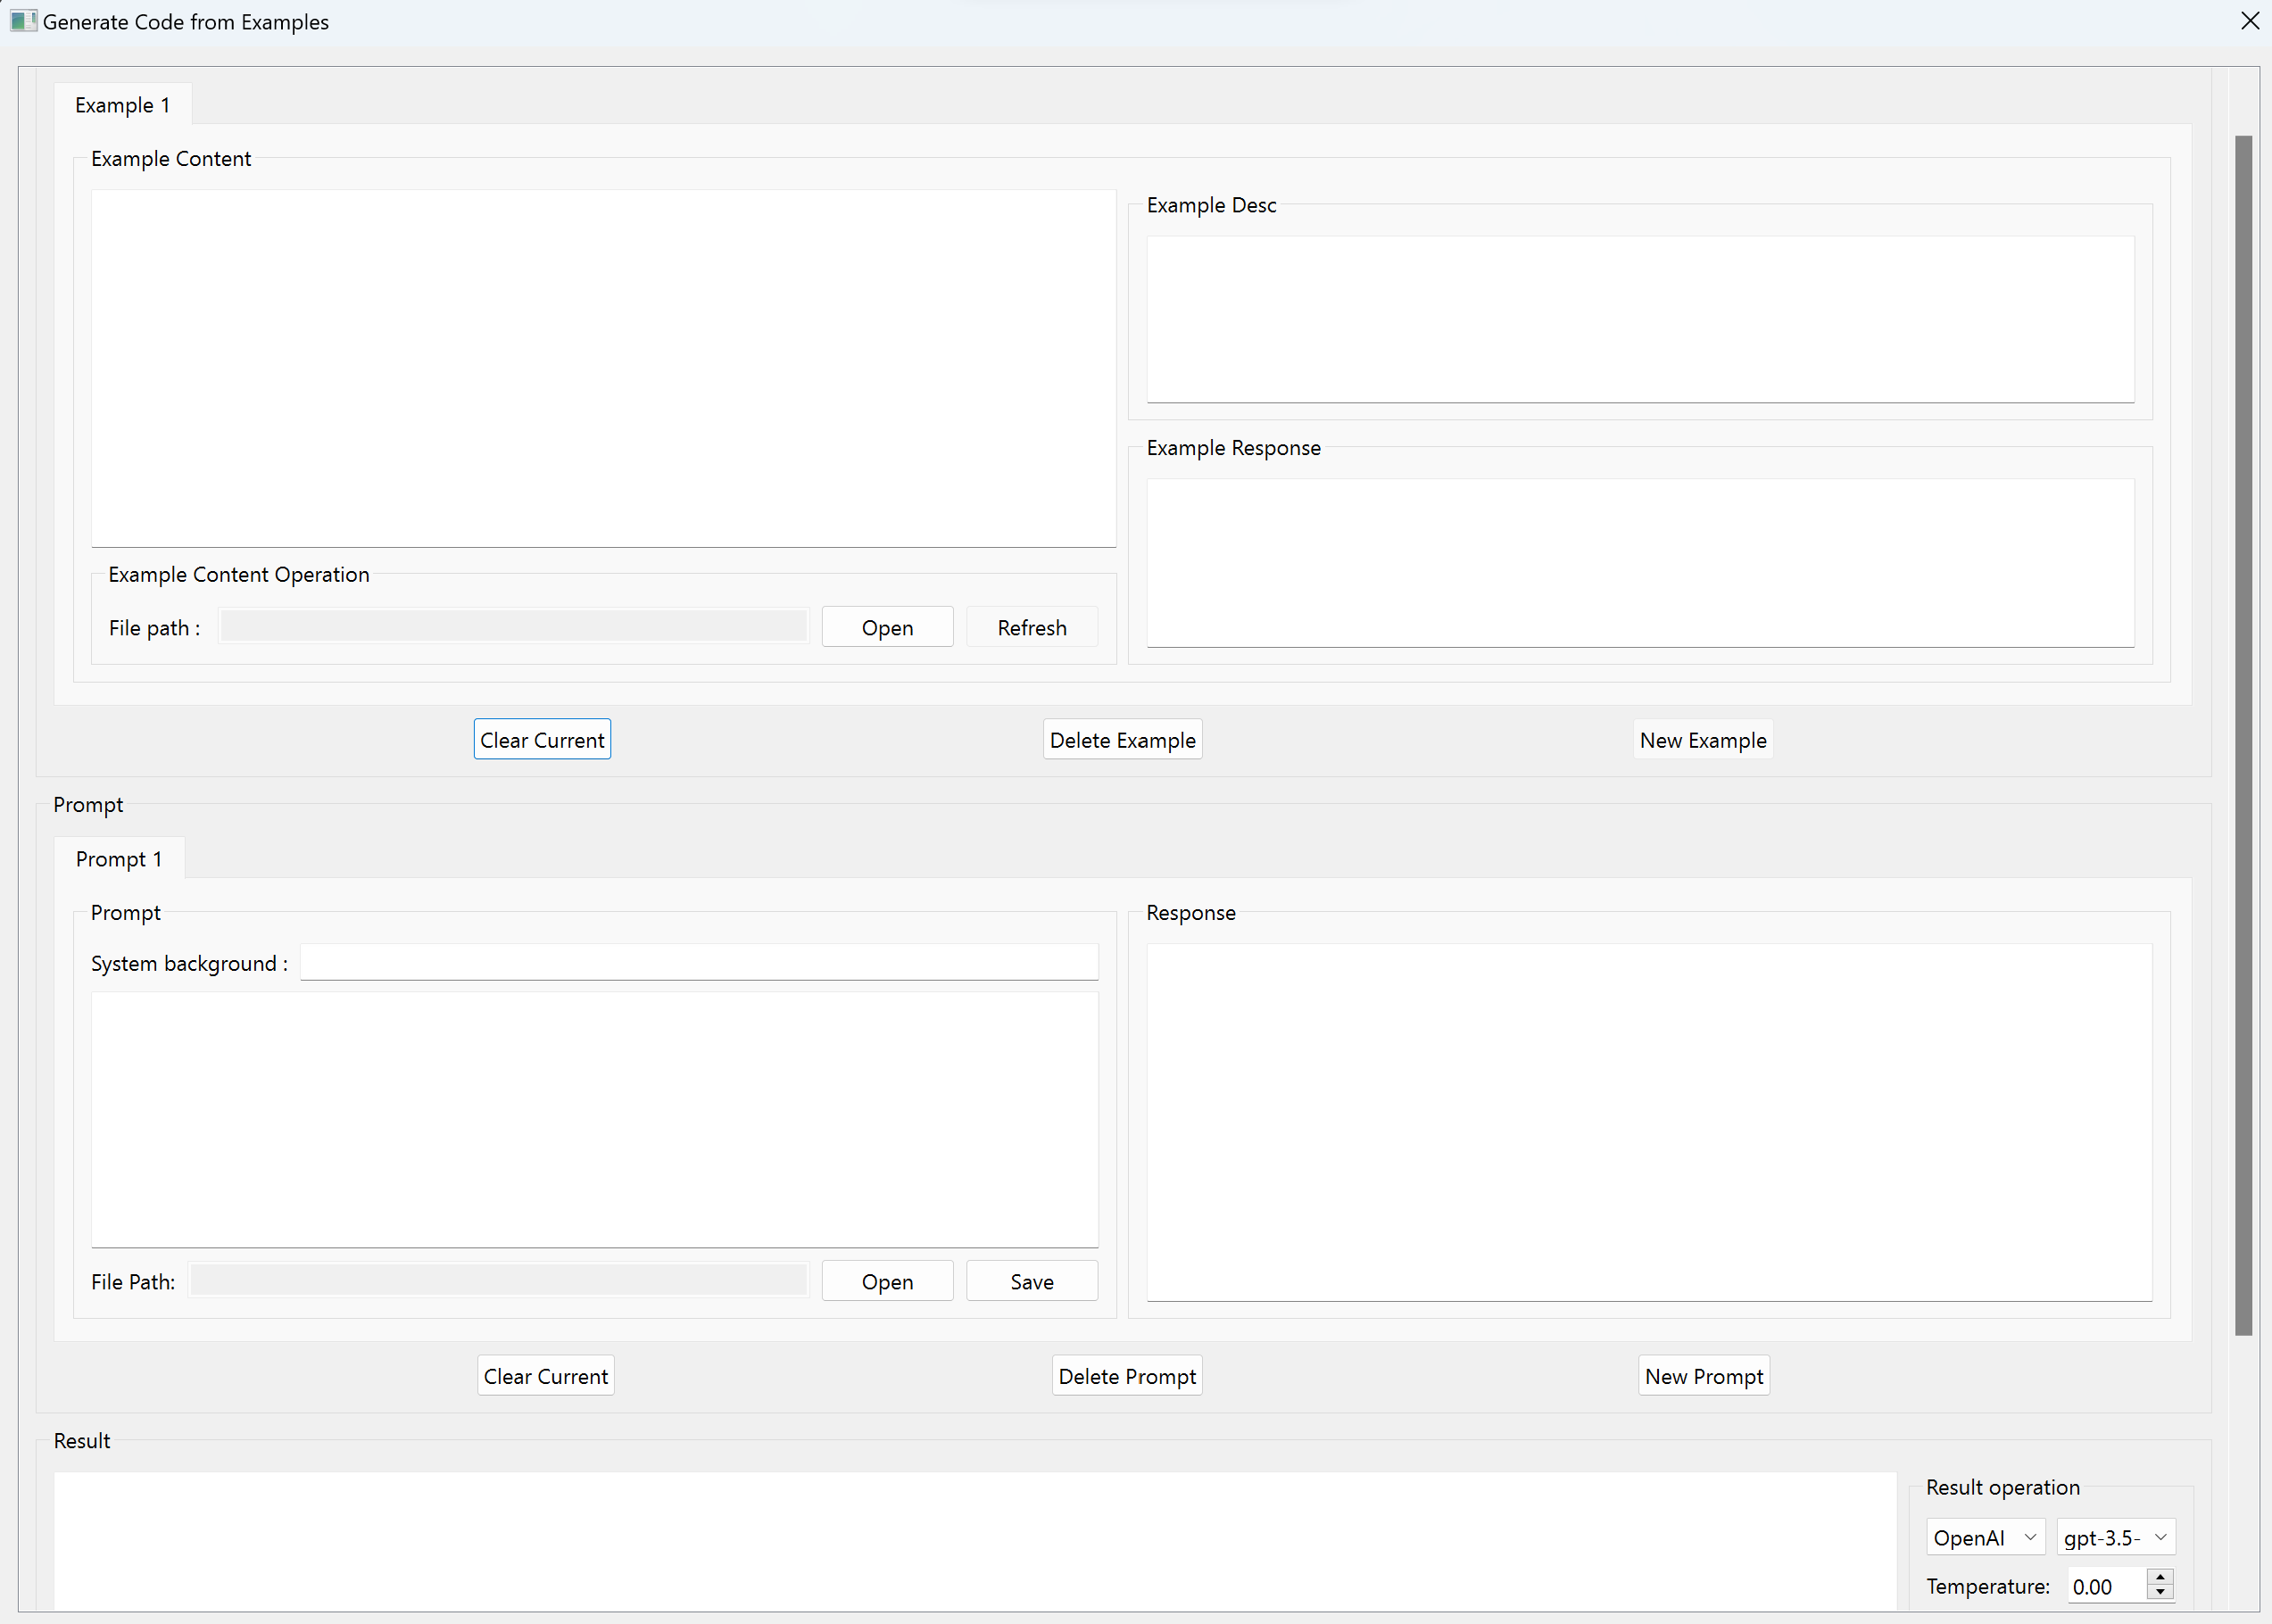 Generate Code from Examples
Example 1
Example Content
Example Desc
Example Response
Example Content Operation
File path :
Open
Refresh
Clear Current
Delete Example
New Example
Prompt
Prompt 1
Prompt
System background :
Response
File Path:
Open
Save
Clear Current
Delete Prompt
New Prompt
Result
Result operation
OpenAI
gpt-3.5-
Temperature:
0.00